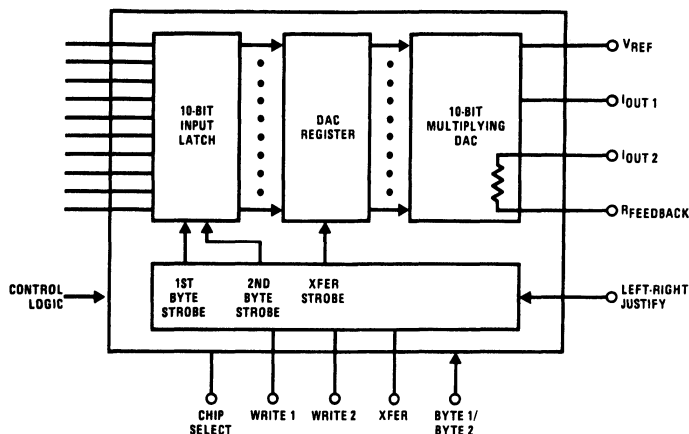 10-BIT
INPUT
LATCH
DAC
REGISTER
10-BIT
MULTIPLYING
DAC
VREF
IOUT 1
IOUT 2
RFEEDBACK
CONTROL
LOGIC
1ST
BYTE
STROBE
2ND
BYTE
STROBE
XFER
STROBE
LEFT-RIGHT
JUSTIFY
CHIP
SELECT
WRITE 1
WRITE 2
XFER
BYTE 1/
BYTE 2